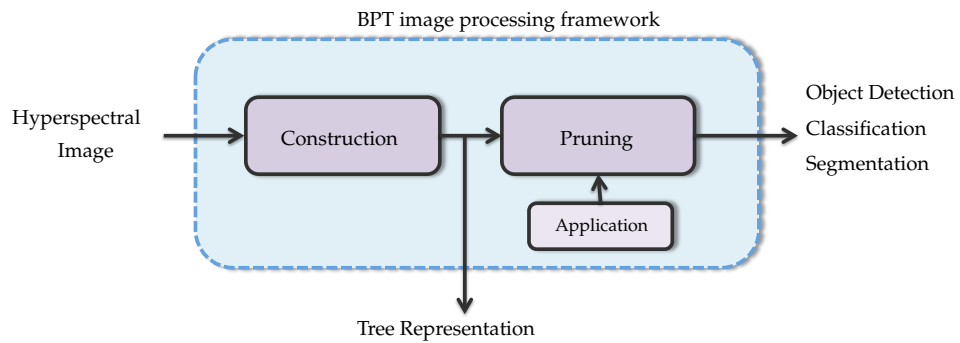 BPT image processing framework
Hyperspectral
Image
Construction
Pruning
Application
Object Detection
Classification
Segmentation
Tree Representation